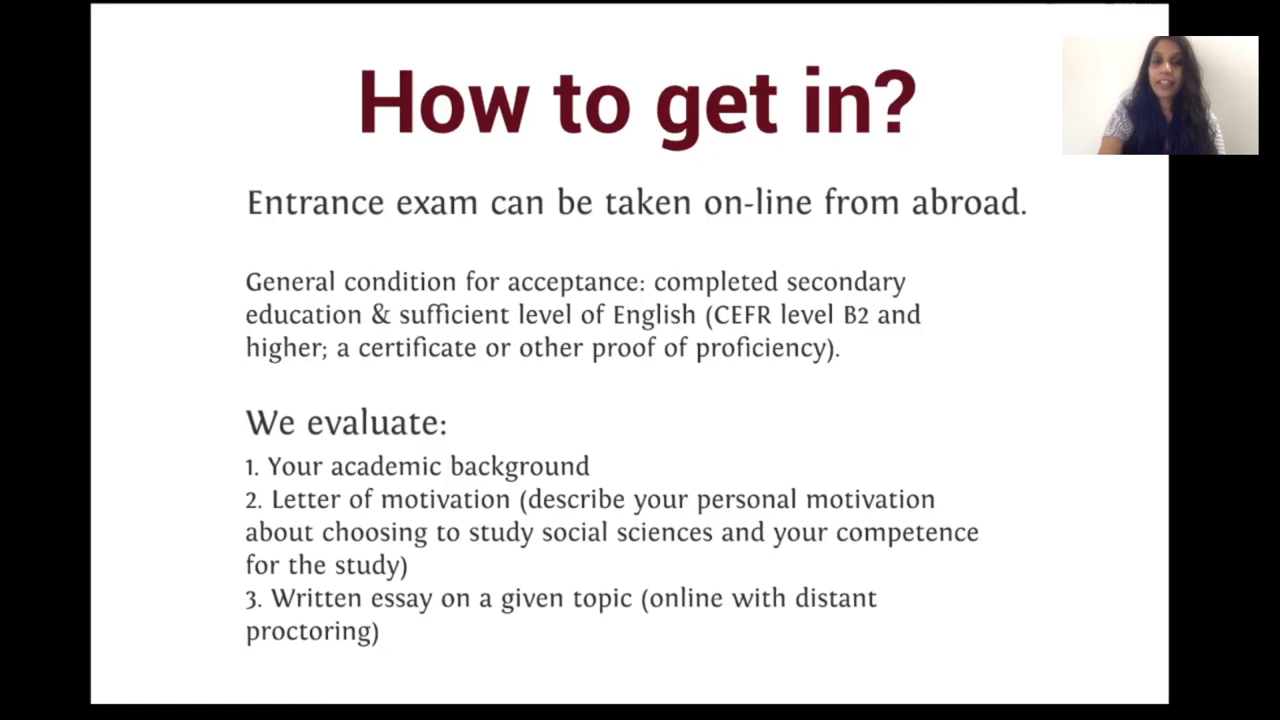 How to get in?
Entrance exam can be taken on-line from abroad.
General condition for acceptance: completed secondary
education & sufficient level of English (CEFR level B2 and
higher; a certificate or other proof of proficiency).
We evaluate:
1. Your academic background
2. Letter of motivation (describe your personal motivation
about choosing to study social sciences and your competence
for the study)
3. Written essay on a given topic (online with distant
proctoring)